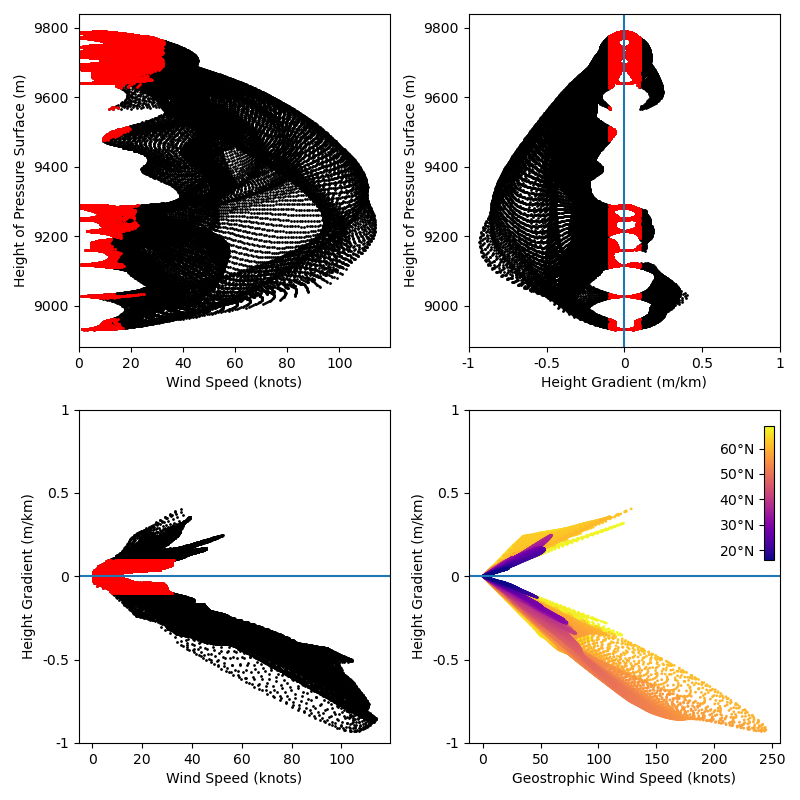 Height of Pressure Surface (m)
9800
9600
9400
9200
9000
0 20 40 60 80 100
Wind Speed (knots)
Height of Pressure Surface (m)
9800
9600
9400
9200
9000
-1 -0.5 0 0.5 1
Height Gradient (m/km)
Height Gradient (m/km)
1
0.5
0
-0.5
-1
0 20 40 60 80 100
Wind Speed (knots)
Height Gradient (m/km)
1
0.5
0
-0.5
-1
60°N
50°N
40°N
30°N
20°N
0 50 100 150 200 250
Geostrophic Wind Speed (knots)